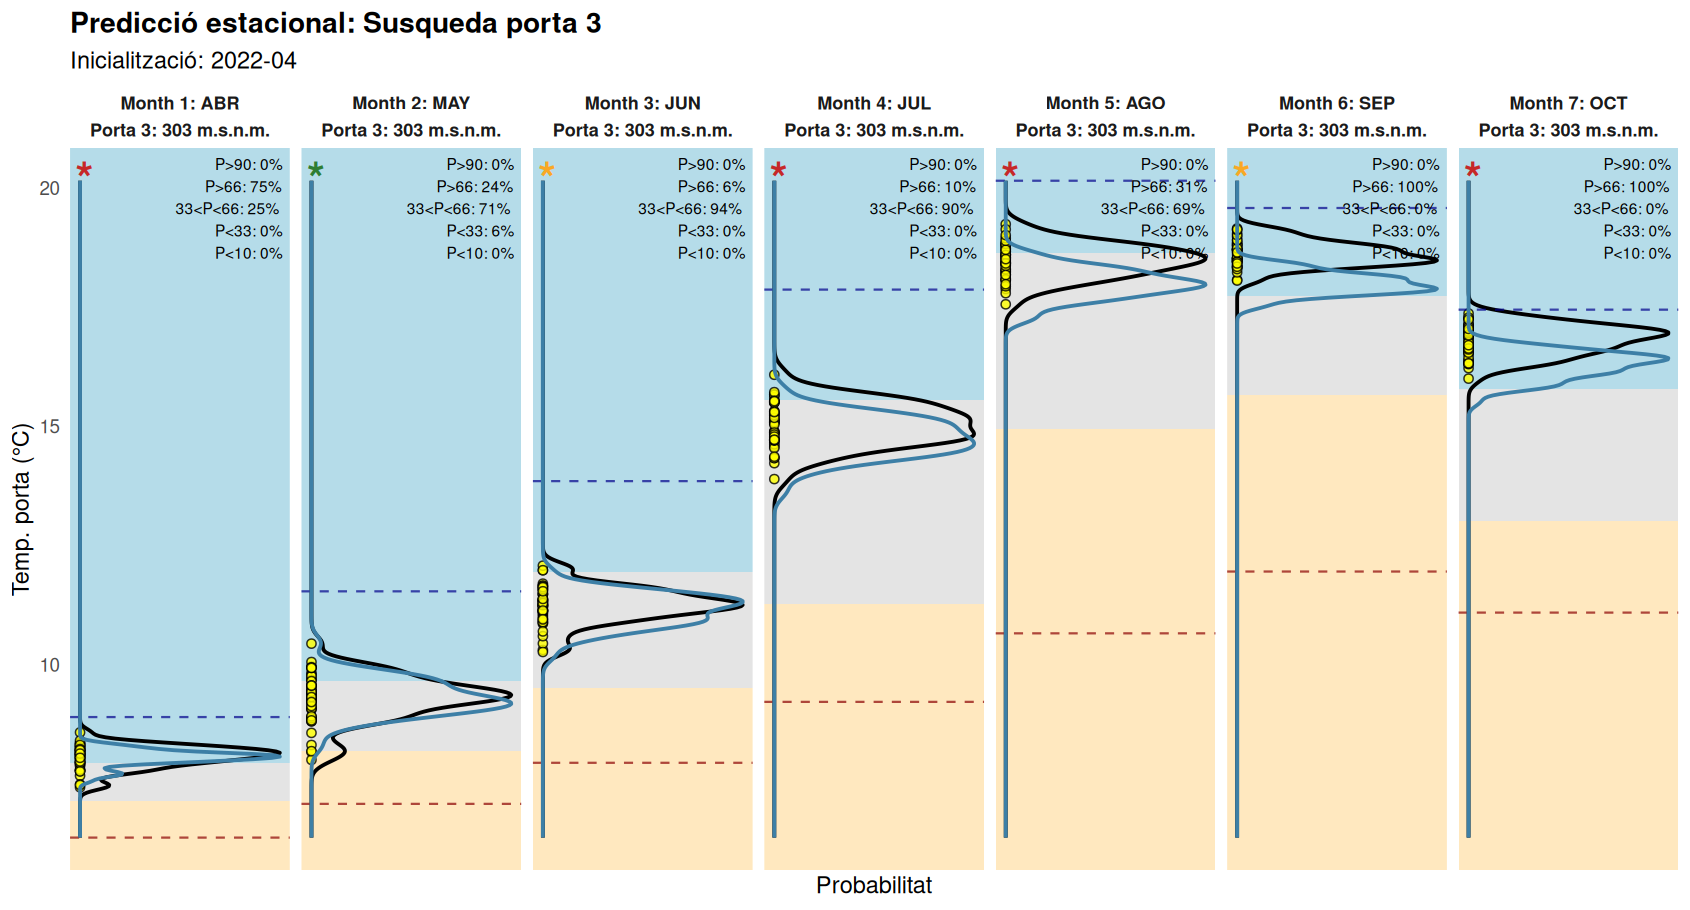 Predicció estacional: Susqueda porta 3
Inicialització: 2022-04
Month 1: ABR
Porta 3: 303 m.s.n.m.
Month 2: MAY
Porta 3: 303 m.s.n.m.
Month 3: JUN
Porta 3: 303 m.s.n.m.
Month 4: JUL
Porta 3: 303 m.s.n.m.
Month 5: AGO
Porta 3: 303 m.s.n.m.
Month 6: SEP
Porta 3: 303 m.s.n.m.
Month 7: OCT
Porta 3: 303 m.s.n.m.
*
P>90: 0%
P>66: 75%
33<P<66: 25%
P<33: 0%
P<10: 0%
*
P>90: 0%
P>66: 24%
33<P<66: 71%
P<33: 6%
P<10: 0%
*
P>90: 0%
P>66: 6%
33<P<66: 94%
P<33: 0%
P<10: 0%
*
P>90: 0%
P>66: 10%
33<P<66: 90%
P<33: 0%
P<10: 0%
*
P>90: 0%
P>66: 31%
33<P<66: 69%
P<33: 0%
P<10: 0%
*
P>90: 0%
P>66: 100%
33<P<66: 0%
P<33: 0%
P<10: 0%
*
P>90: 0%
P>66: 100%
33<P<66: 0%
P<33: 0%
P<10: 0%
20
15
10
Temp. porta (°C)
Probabilitat